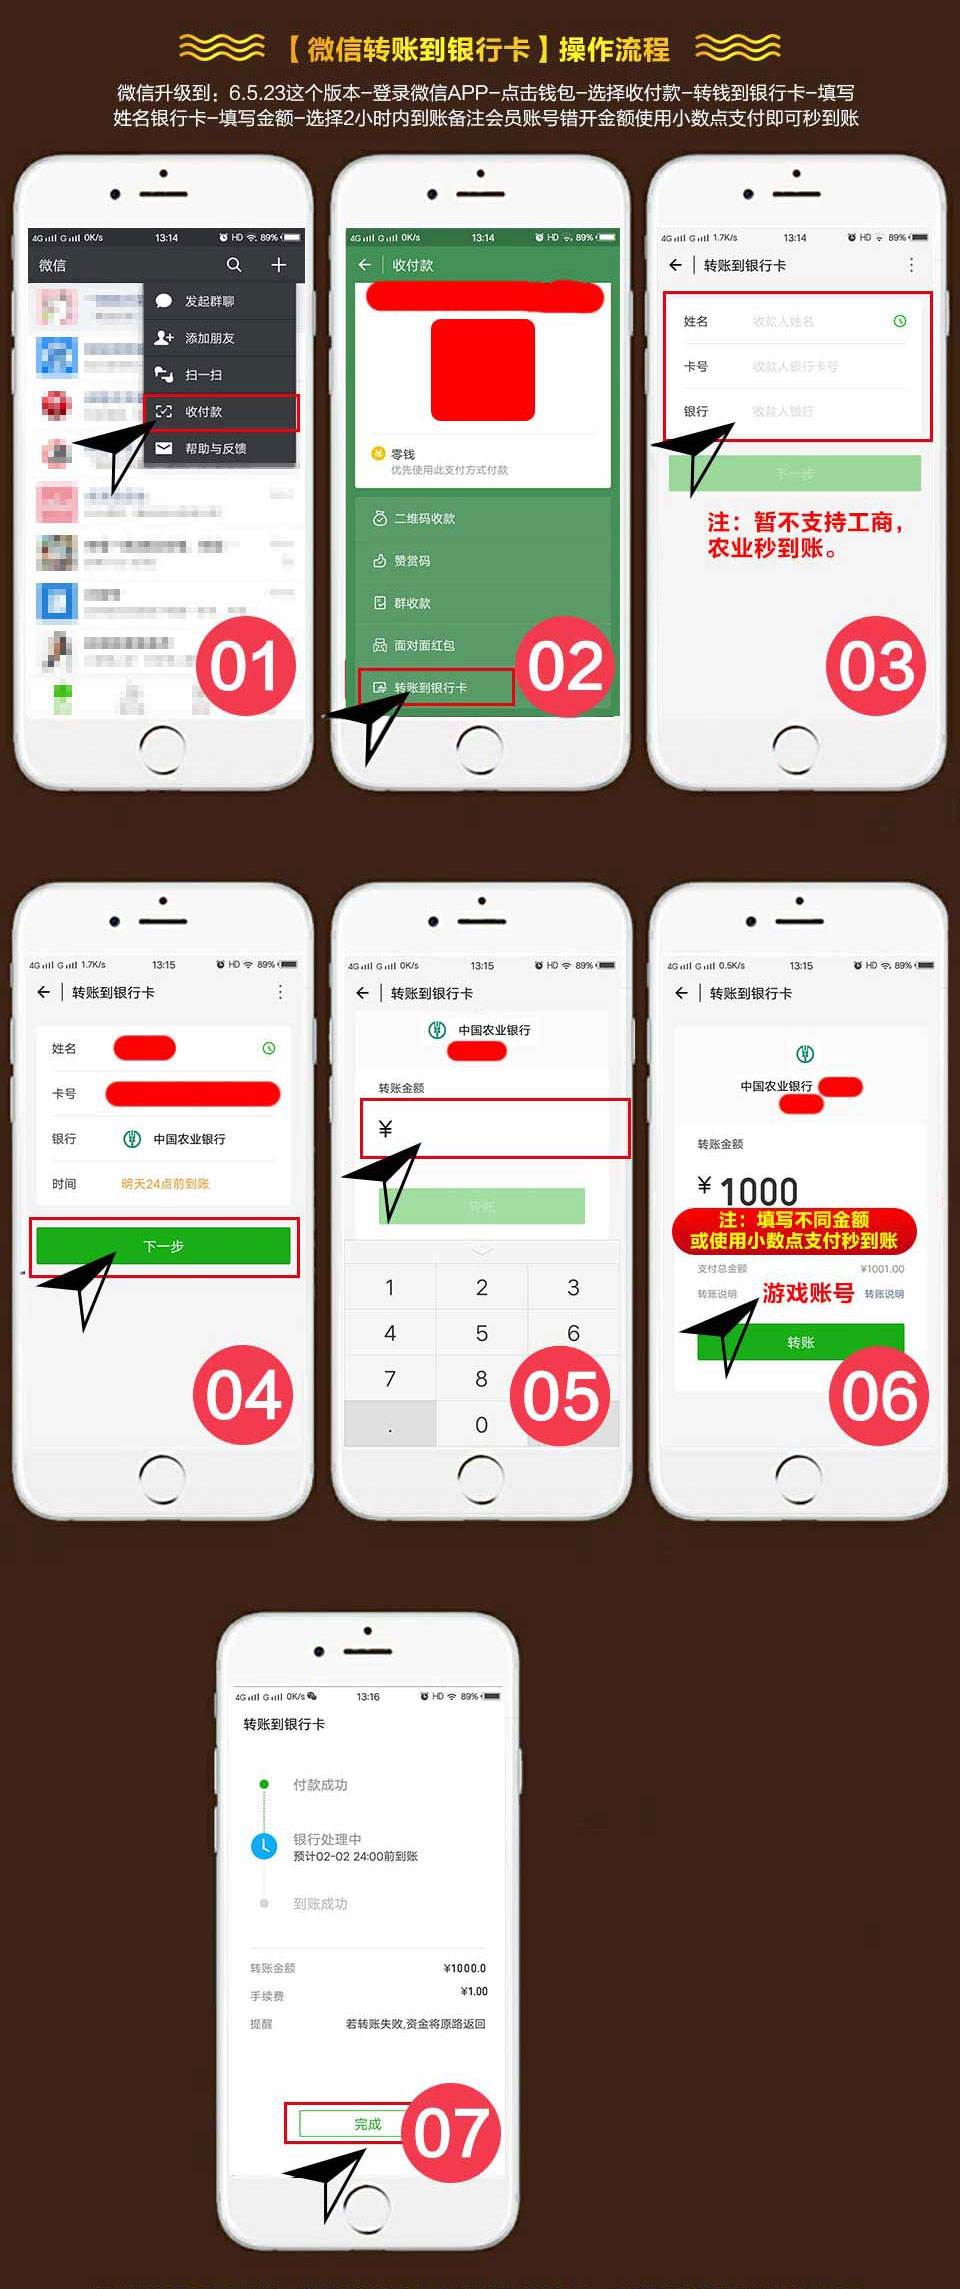 【微信转账到银行卡】操作流程
微信升级到：6.5.23这个版本-登录微信APP-点击钱包-选择收付款-转钱到银行卡-填写
姓名银行卡-填写金额-选择2小时内到账备注会员账号错开金额使用小数点支付即可秒到账
4G G 0K/s 13:14 HD 89%
微信
发起群聊
添加朋友
扫一扫
收付款
帮助与反馈
01
4G G 0K/s 13:14 HD 89%
收付款
零钱
优先使用此支付方式付款
二维码收款
赞赏码
群收款
面对面红包
转账到银行卡
02
4G G 1.7K/s 13:14 HD 89%
转账到银行卡
姓名 收款人姓名
卡号 收款人银行卡号
银行 收款人银行
下一步
注：暂不支持工商，
农业秒到账。
03
4G G 1.7K/s 13:15 HD 89%
转账到银行卡
姓名
卡号
银行 中国农业银行
时间 明天24点前到账
下一步
04
4G G 0K/s 13:15 HD 89%
转账到银行卡
中国农业银行
转账金额
¥
转账
1 2 3
4 5 6
7 8
. 0
05
4G G 0.5K/s 13:15 HD 89%
转账到银行卡
中国农业银行
转账金额
¥ 1000
注：填写不同金额
或使用小数点支付秒到账
支付总金额 ¥1001.00
转账说明 游戏账号 转账说明
转账
06
4G G 0K/s 13:16 HD 89%
转账到银行卡
付款成功
银行处理中
预计02-02 24:00前到账
到账成功
转账金额 ¥1000.0
手续费 ¥1.00
提醒 若转账失败,资金将原路返回
完成
07